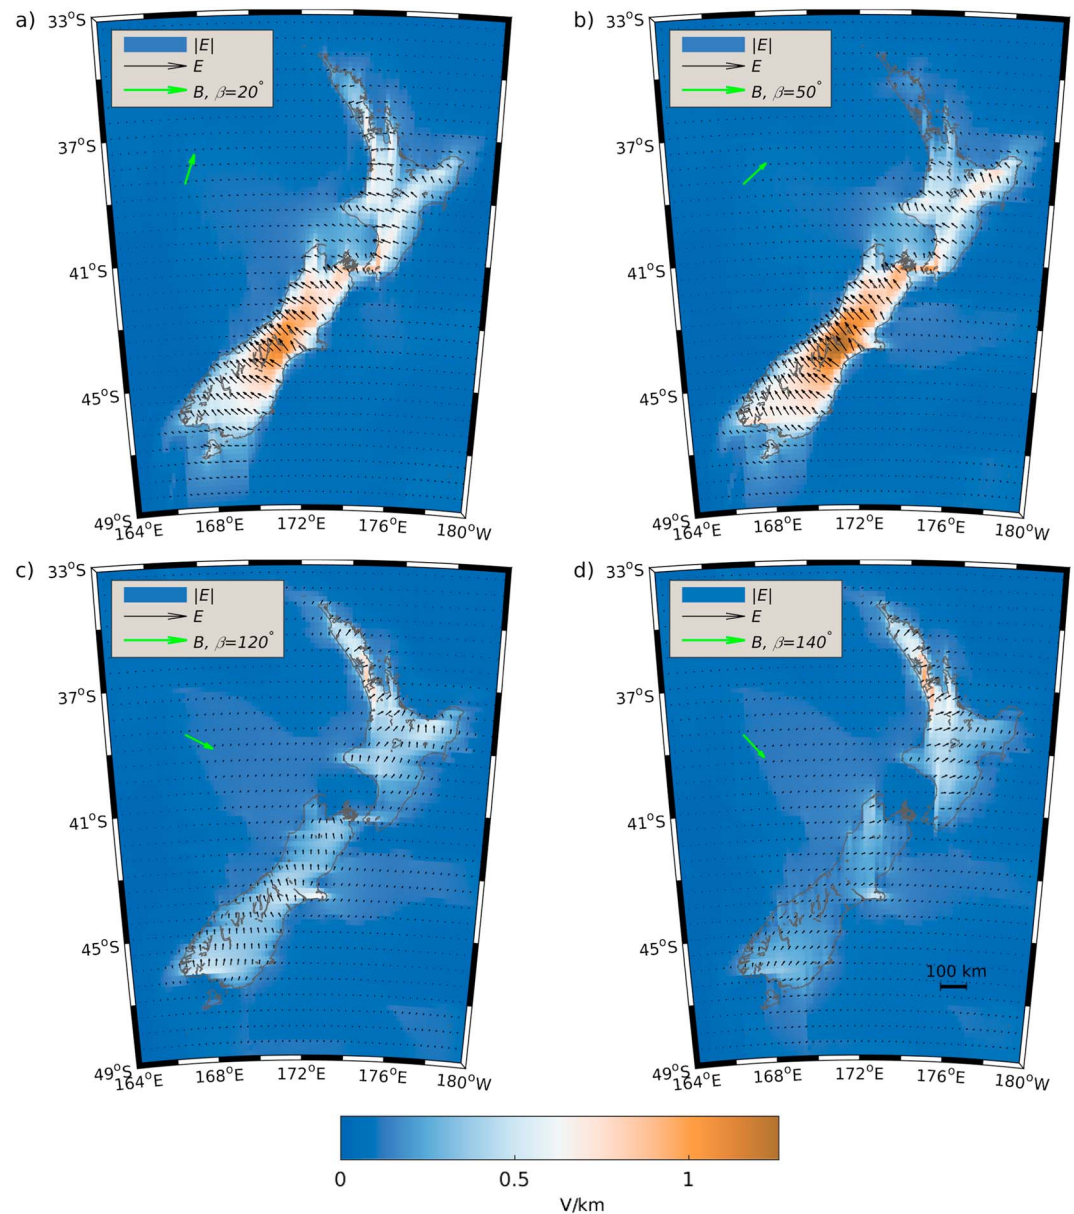 a)
33°S
|E|
E
B, β=20°
37°S
41°S
45°S
49°S
164°E 168°E 172°E 176°E 180°W
b)
33°S
|E|
E
B, β=50°
37°S
41°S
45°S
49°S
164°E 168°E 172°E 176°E 180°W
c)
33°S
|E|
E
B, β=120°
37°S
41°S
45°S
49°S
164°E 168°E 172°E 176°E 180°W
d)
33°S
|E|
E
B, β=140°
37°S
41°S
45°S
100 km
49°S
164°E 168°E 172°E 176°E 180°W
0 0.5 1
V/km